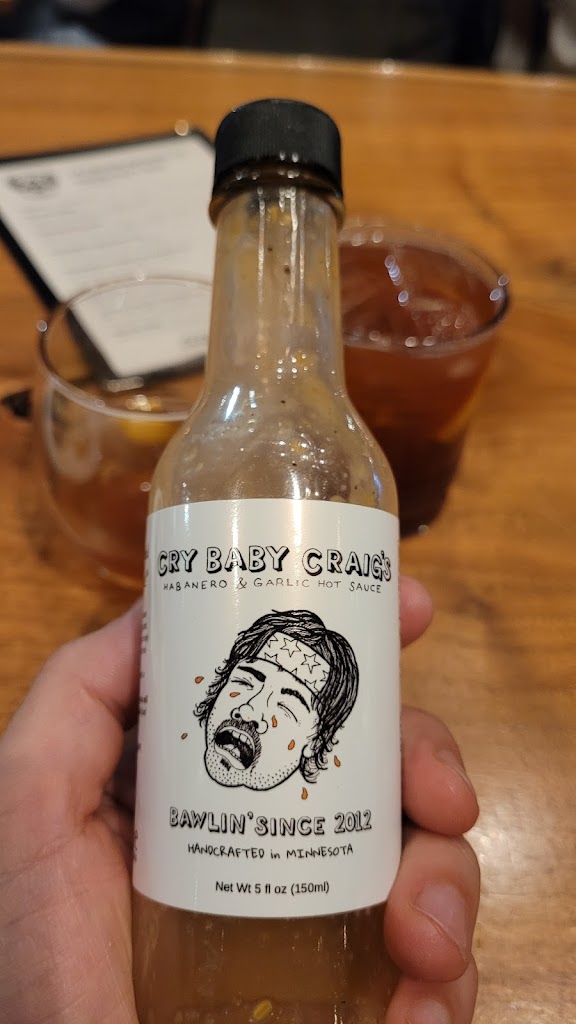 CRY BABY CRAIG'S
HABANERO & GARLIC HOT SAUCE
BAWLIN' SINCE 2012
HANDCRAFTED in MINNESOTA
Net Wt 5 fl oz (150ml)